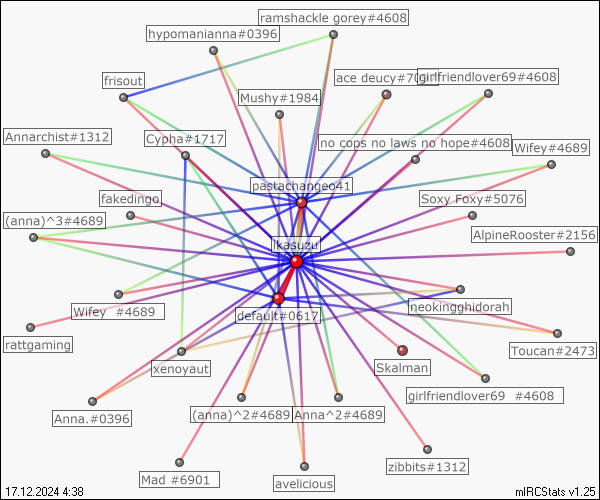 ramshackle gorey#4608
hypomanianna#0396
ace deucy#70
girlfriendlover69#4608
frisout
Mushy#1984
Annarchist#1312
Cypha#1717
no cops no laws no hope#4608
Wifey#4689
pastachangeo41
fakedingo
Soxy Foxy#5076
(anna)^3#4689
AlpineRooster#2156
ikasuzu
Wifey #4689
default#0617
neokingghidorah
rattgaming
Toucan#2473
xenoyaut
Skalman
girlfriendlover69 #4608
Anna.#0396
(anna)^2#4689
Anna^2#4689
zibbits#1312
Mad #6901
avelicious
17.12.2024 4:38
mIRCStats v1.25